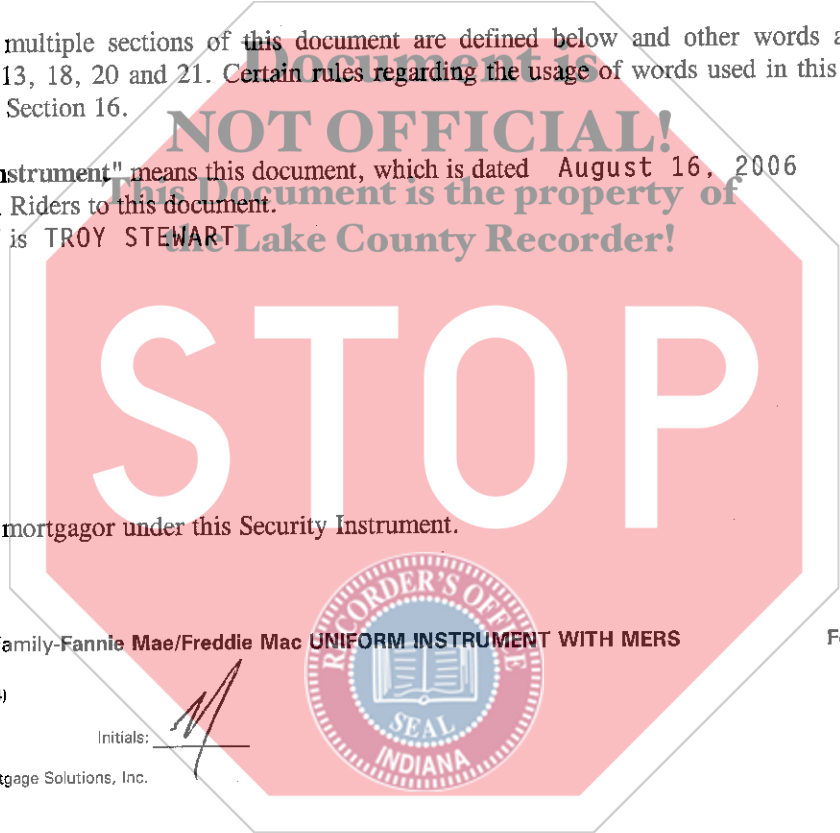 multiple sections of this document are defined below and other words a
13, 18, 20 and 21. Certain rules regarding the usage of words used in this
Section 16.
Document is
NOT OFFICIAL!
This Document is the property of
the Lake County Recorder!
nstrument" means this document, which is dated August 16, 2006
Riders to this document.
is TROY STEWART
STOP
mortgagor under this Security Instrument.
RECORDER'S OFFICE
SEAL
INDIANA
amily-Fannie Mae/Freddie Mac UNIFORM INSTRUMENT WITH MERS
Initials:
tgage Solutions, Inc.